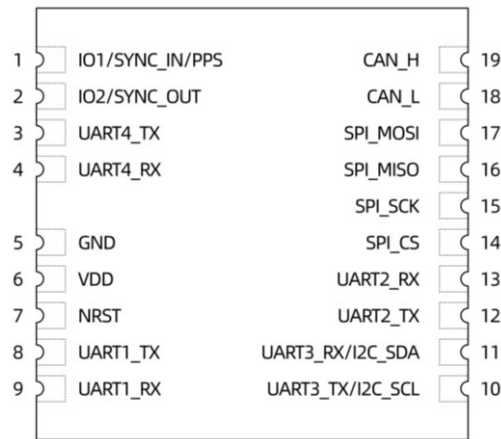 1 IO1/SYNC_IN/PPS CAN_H 19
2 IO2/SYNC_OUT CAN_L 18
3 UART4_TX SPI_MOSI 17
4 UART4_RX SPI_MISO 16
SPI_SCK 15
5 GND SPI_CS 14
6 VDD UART2_RX 13
7 NRST UART2_TX 12
8 UART1_TX UART3_RX/I2C_SDA 11
9 UART1_RX UART3_TX/I2C_SCL 10